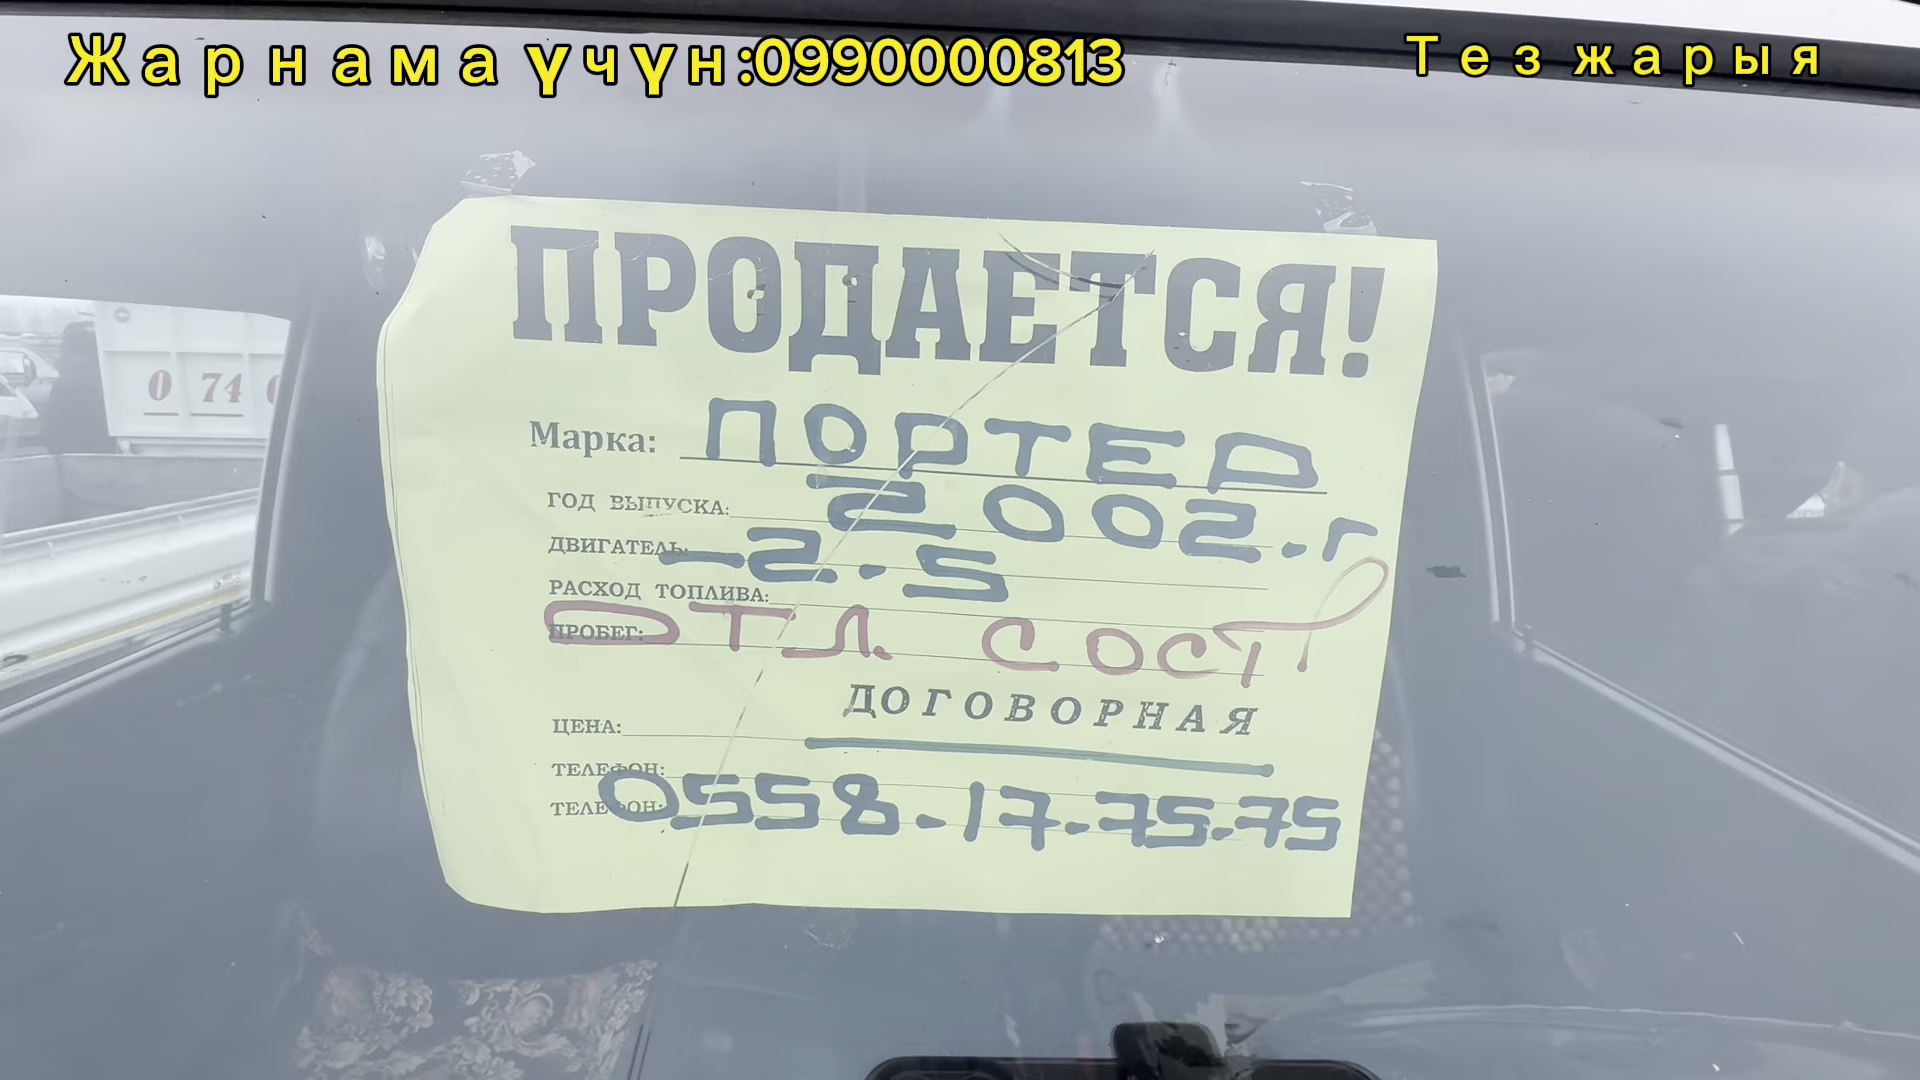 Жарнама үчүн:0990000813
Тез жарыя
ПРОДАЕТСЯ!
Марка: ПОРТЕР
ГОД ВЫПУСКА: 2002.г
ДВИГАТЕЛЬ: -2.5
РАСХОД ТОПЛИВА:
ПРОБЕГ: ОТЛ СОСТ
ЦЕНА: ДОГОВОРНАЯ
ТЕЛЕФОН:
ТЕЛЕФОН: 0558-17-75-75
0 74